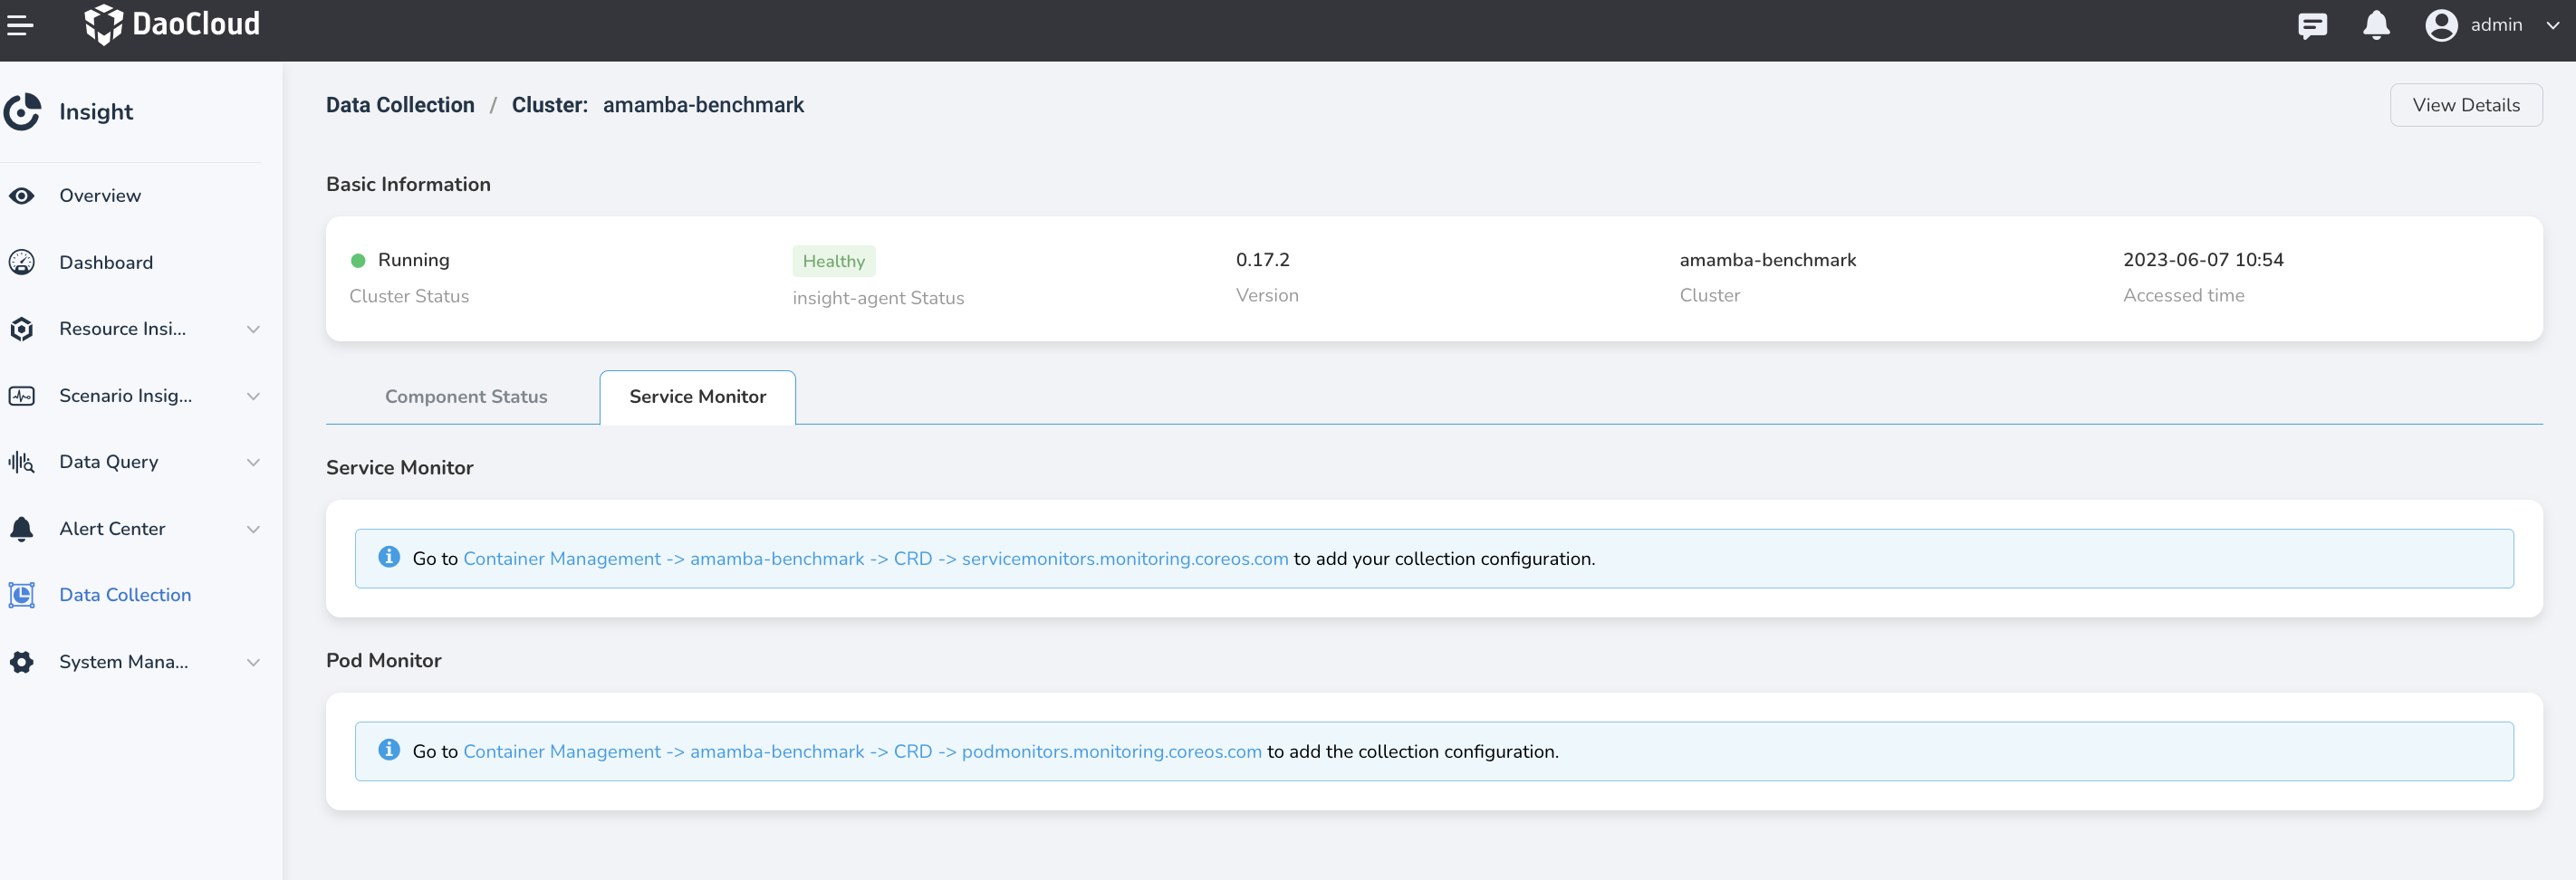 DaoCloud
admin
Insight
Overview
Dashboard
Resource Insi...
Scenario Insig...
Data Query
Alert Center
Data Collection
System Mana...
Data Collection / Cluster: amamba-benchmark
View Details
Basic Information
Running
Cluster Status
Healthy
insight-agent Status
0.17.2
Version
amamba-benchmark
Cluster
2023-06-07 10:54
Accessed time
Component Status
Service Monitor
Service Monitor
Go to Container Management -> amamba-benchmark -> CRD -> servicemonitors.monitoring.coreos.com to add your collection configuration.
Pod Monitor
Go to Container Management -> amamba-benchmark -> CRD -> podmonitors.monitoring.coreos.com to add the collection configuration.